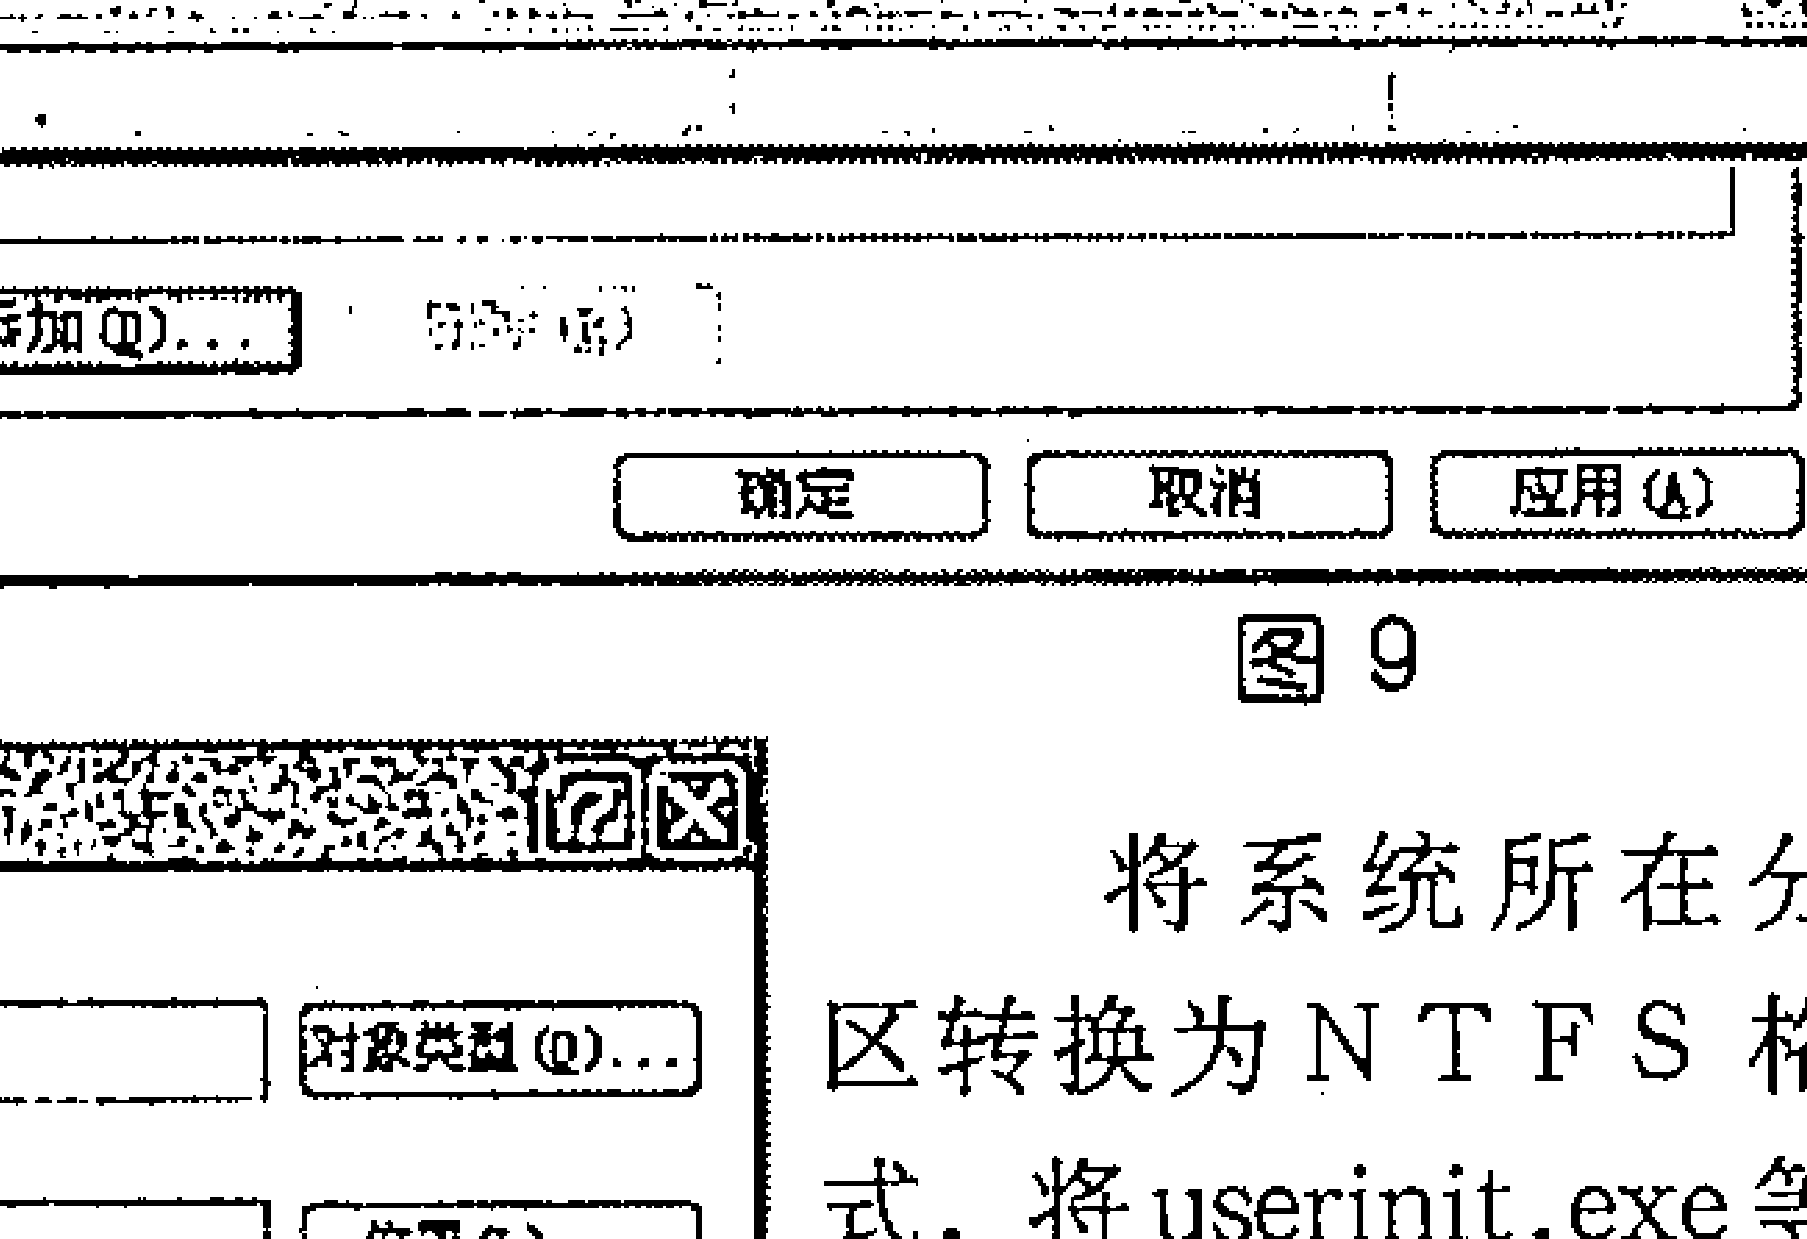 加(D)...
确定 取消 应用(A)
图 9
将系统所在分
区转换为NTFS格
对象类型(O)...
式. 将userinit.exe等